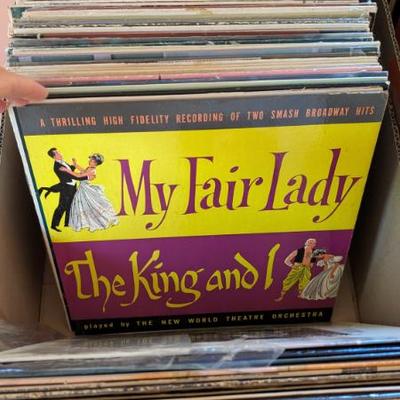 A THRILLING HIGH FIDELITY RECORDING OF TWO SMASH BROADWAY HITS
My Fair Lady
The King and I
played by THE NEW WORLD THEATRE ORCHESTRA